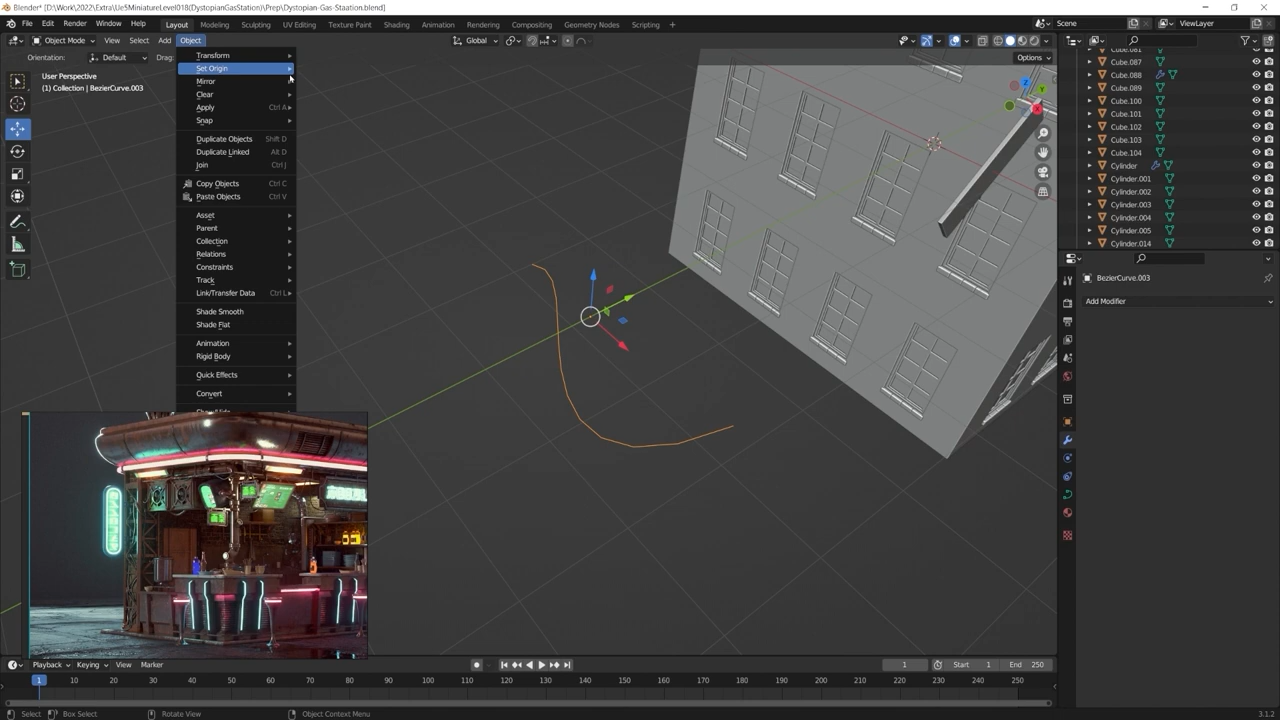 Blender* [D:\Work\2022\Extra\Ue5MiniatureLevel018(DystopianGasStation)\Prep\Dystopian-Gas-Staation.blend]
File Edit Window Render Help Layout Modeling Sculpting UV Editing Texture Paint Shading Animation Rendering Compositing Geometry Nodes Scripting + Scene ViewLayer
Object Mode View Select Add Object Global
Orientation: Default Drag: Options
User Perspective
(1) Collection | BezierCurve.003
Transform
Set Origin
Mirror
Clear
Apply Ctrl A
Snap
Duplicate Objects Shift D
Duplicate Linked Alt D
Join Ctrl J
Copy Objects Ctrl C
Paste Objects Ctrl V
Asset
Parent
Collection
Relations
Constraints
Track
Link/Transfer Data Ctrl L
Shade Smooth
Shade Flat
Animation
Rigid Body
Quick Effects
Convert
Z
Y
X
Cube.081
Cube.087
Cube.088
Cube.089
Cube.100
Cube.101
Cube.102
Cube.103
Cube.104
Cylinder
Cylinder.001
Cylinder.002
Cylinder.003
Cylinder.004
Cylinder.005
Cylinder.014
BezierCurve.003
Add Modifier
Playback Keying View Marker 1 Start 1 End 250
1 10 20 30 40 50 60 70 80 90 100 110 120 130 140 150 160 170 180 190 200 210 220 230 240 250
Select Box Select Rotate View Object Context Menu 3.1.2